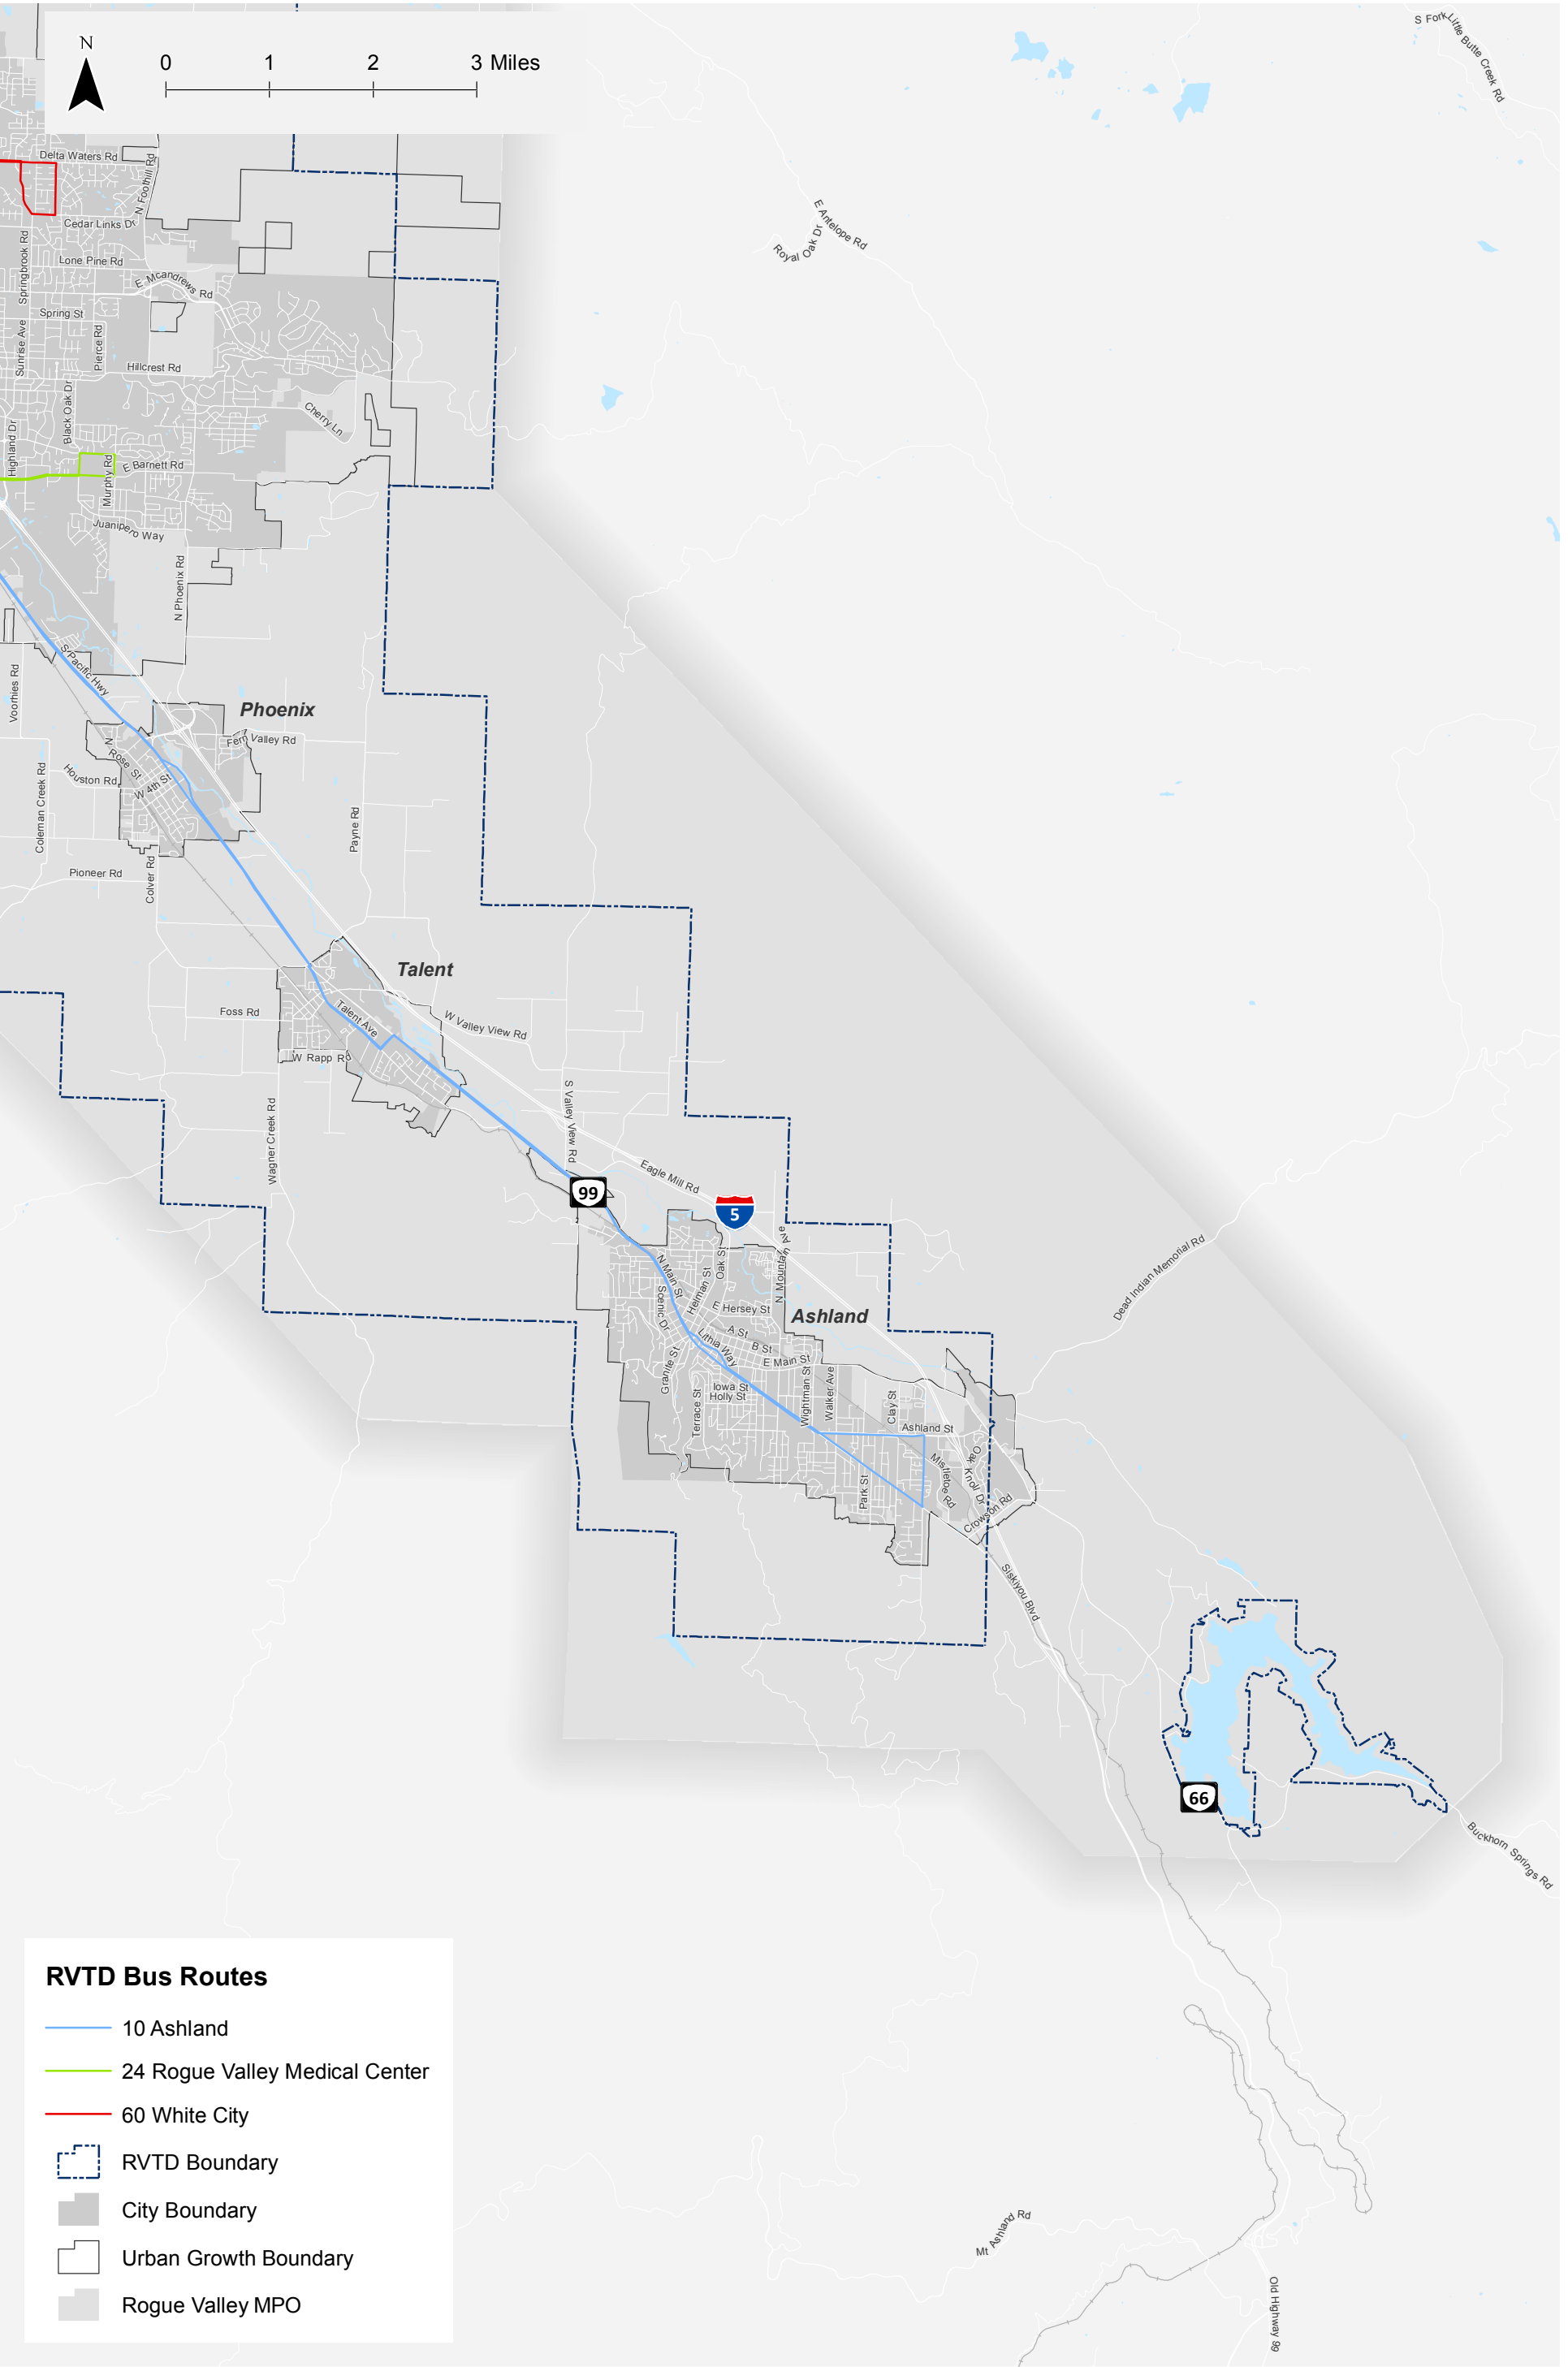 N
0 1 2 3 Miles
S Fork Little Butte Creek Rd
Delta Waters Rd
N Foothill Rd
Cedar Links Dr
E Antelope Rd
Royal Oak Dr
Springbrook Rd
Lone Pine Rd
E Mcandrews Rd
Spring St
Sunrise Ave
Pierce Rd
Hillcrest Rd
Black Oak Dr
Cherry Ln
Highland Dr
Murphy Rd
E Barnett Rd
Juanipero Way
N Phoenix Rd
S Pacific Hwy
Voorhies Rd
Phoenix
Fern Valley Rd
N Rose St
Houston Rd
W 4th St
Coleman Creek Rd
Payne Rd
Pioneer Rd
Colver Rd
Talent
Foss Rd
Talent Ave
W Valley View Rd
W Rapp Rd
Wagner Creek Rd
S Valley View Rd
Eagle Mill Rd
99
5
N Mountain Ave
Oak St
Dead Indian Memorial Rd
N Main St
Helman St
Scenic Dr
E Hersey St
Ashland
A St
B St
Lithia Way
E Main St
Granite St
Iowa St
Holly St
Terrace St
Wightman St
Walker Ave
Clay St
Ashland St
Oak Knoll Dr
Mistletoe Rd
Park St
Crowson Rd
Siskiyou Blvd
66
Buckhorn Springs Rd
RVTD Bus Routes
10 Ashland
24 Rogue Valley Medical Center
60 White City
RVTD Boundary
City Boundary
Urban Growth Boundary
Rogue Valley MPO
Mt Ashland Rd
Old Highway 99